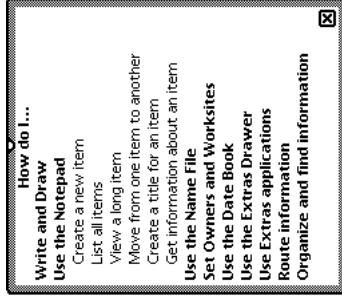 How do I...
Write and Draw
Use the Notepad
Create a new item
List all items
View a long item
Move from one item to another
Create a title for an item
Get information about an item
Use the Name File
Set Owners and Worksites
Use the Date Book
Use the Extras Drawer
Use Extras applications
Route information
Organize and find information